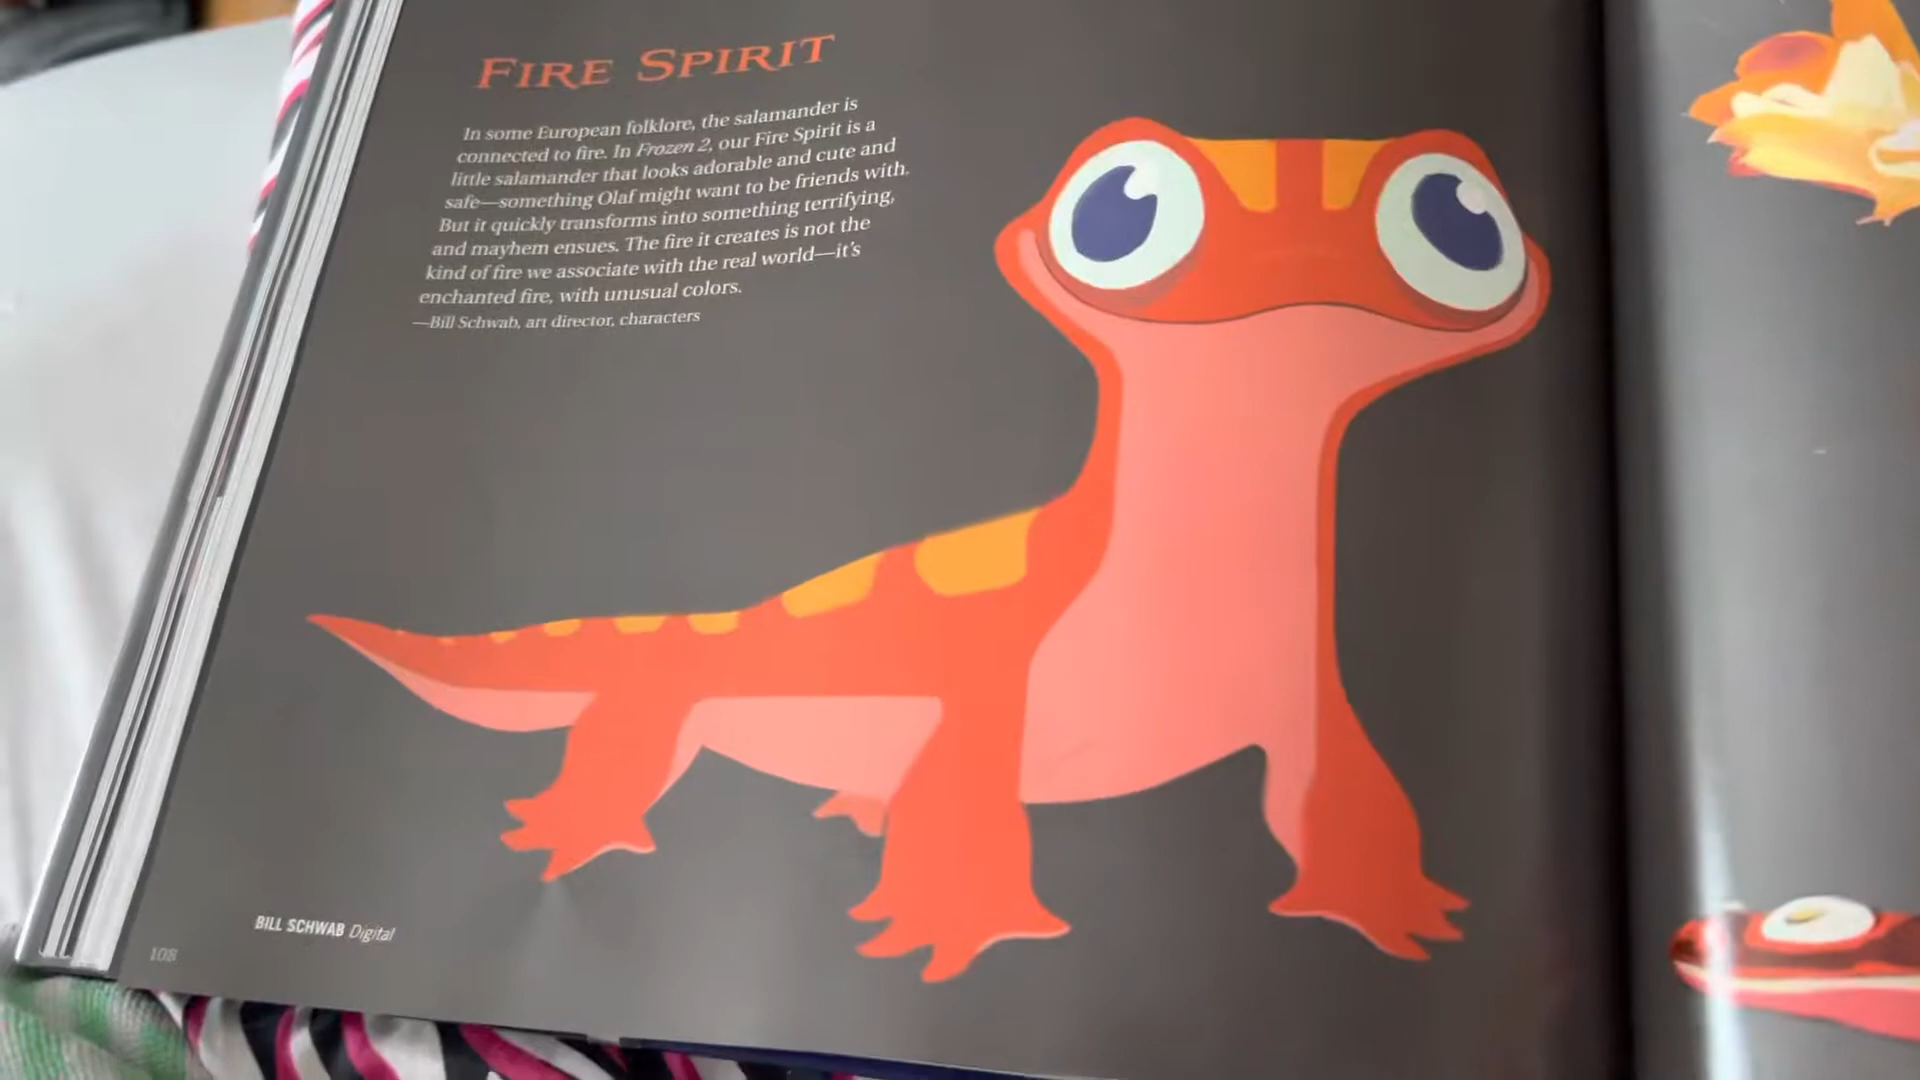 FIRE SPIRIT
In some European folklore, the salamander is
connected to fire. In Frozen 2, our Fire Spirit is a
little salamander that looks adorable and cute and
safe—something Olaf might want to be friends with.
But it quickly transforms into something terrifying,
and mayhem ensues. The fire it creates is not the
kind of fire we associate with the real world—it's
enchanted fire, with unusual colors.
—Bill Schwab, art director, characters
BILL SCHWAB Digital
108